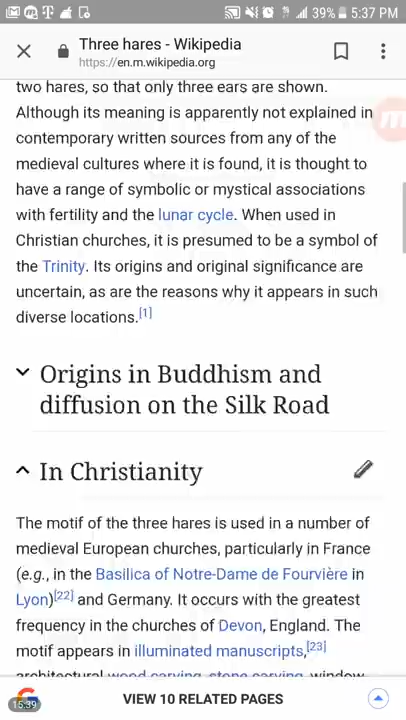 39% 5:37 PM
Three hares - Wikipedia
https://en.m.wikipedia.org
two hares, so that only three ears are shown.
Although its meaning is apparently not explained in
contemporary written sources from any of the
medieval cultures where it is found, it is thought to
have a range of symbolic or mystical associations
with fertility and the lunar cycle. When used in
Christian churches, it is presumed to be a symbol of
the Trinity. Its origins and original significance are
uncertain, as are the reasons why it appears in such
diverse locations.[1]
Origins in Buddhism and
diffusion on the Silk Road
In Christianity
The motif of the three hares is used in a number of
medieval European churches, particularly in France
(e.g., in the Basilica of Notre-Dame de Fourvière in
Lyon)[22] and Germany. It occurs with the greatest
frequency in the churches of Devon, England. The
motif appears in illuminated manuscripts,[23]
architectural wood carving, stone carving, window
VIEW 10 RELATED PAGES
15:39